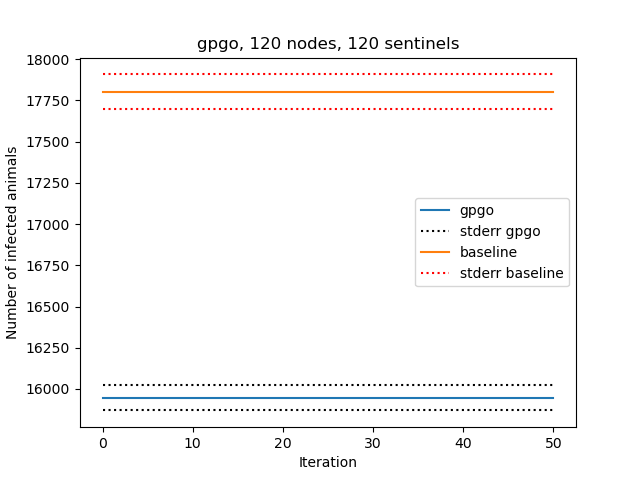 gpgo, 120 nodes, 120 sentinels
Number of infected animals
18000
17750
17500
17250
17000
16750
16500
16250
16000
gpgo
stderr gpgo
baseline
stderr baseline
0 10 20 30 40 50
Iteration